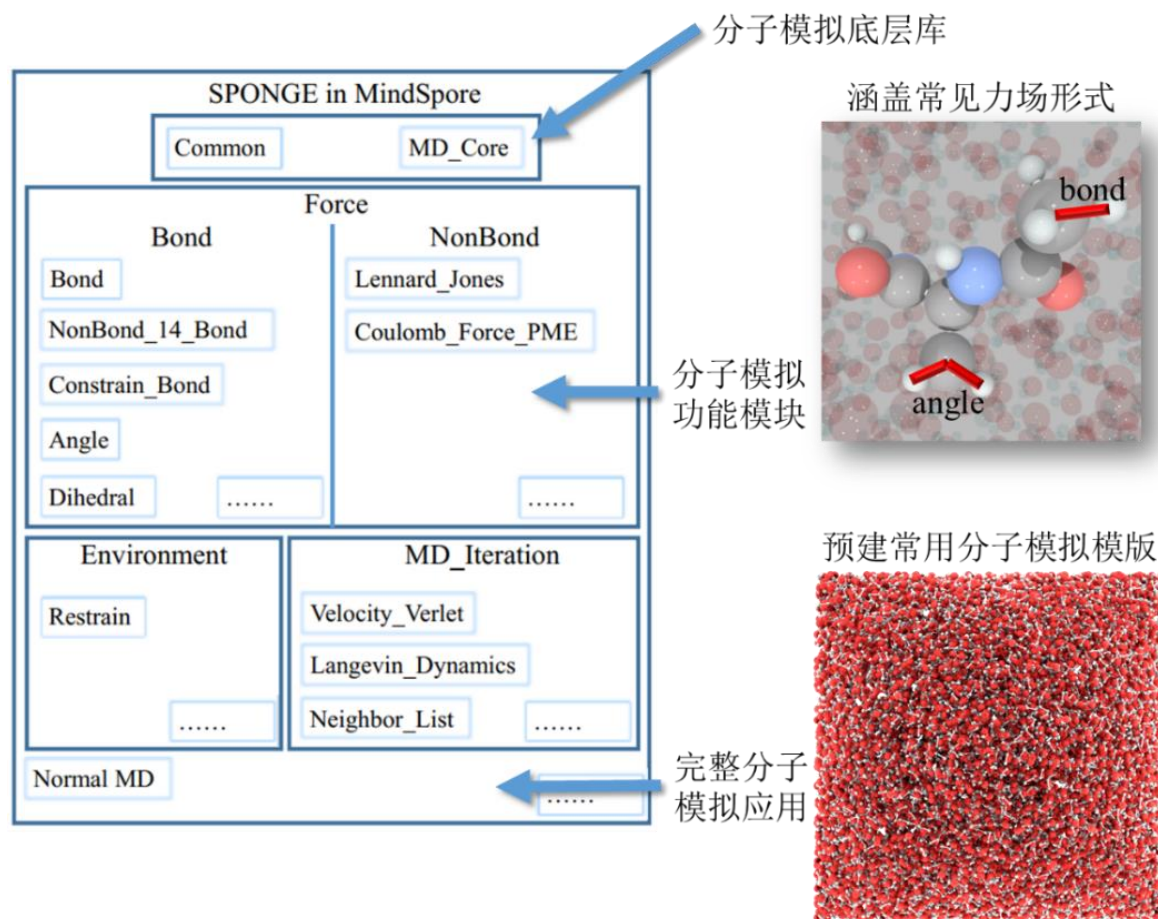 分子模拟底层库
SPONGE in MindSpore
Common
MD_Core
Force
Bond
NonBond
Bond
Lennard_Jones
NonBond_14_Bond
Coulomb_Force_PME
Constrain_Bond
Angle
Dihedral
……
……
分子模拟
功能模块
Environment
MD_Iteration
Restrain
Velocity_Verlet
Langevin_Dynamics
……
Neighbor_List
……
Normal MD
……
完整分子
模拟应用
涵盖常见力场形式
bond
angle
预建常用分子模拟模版